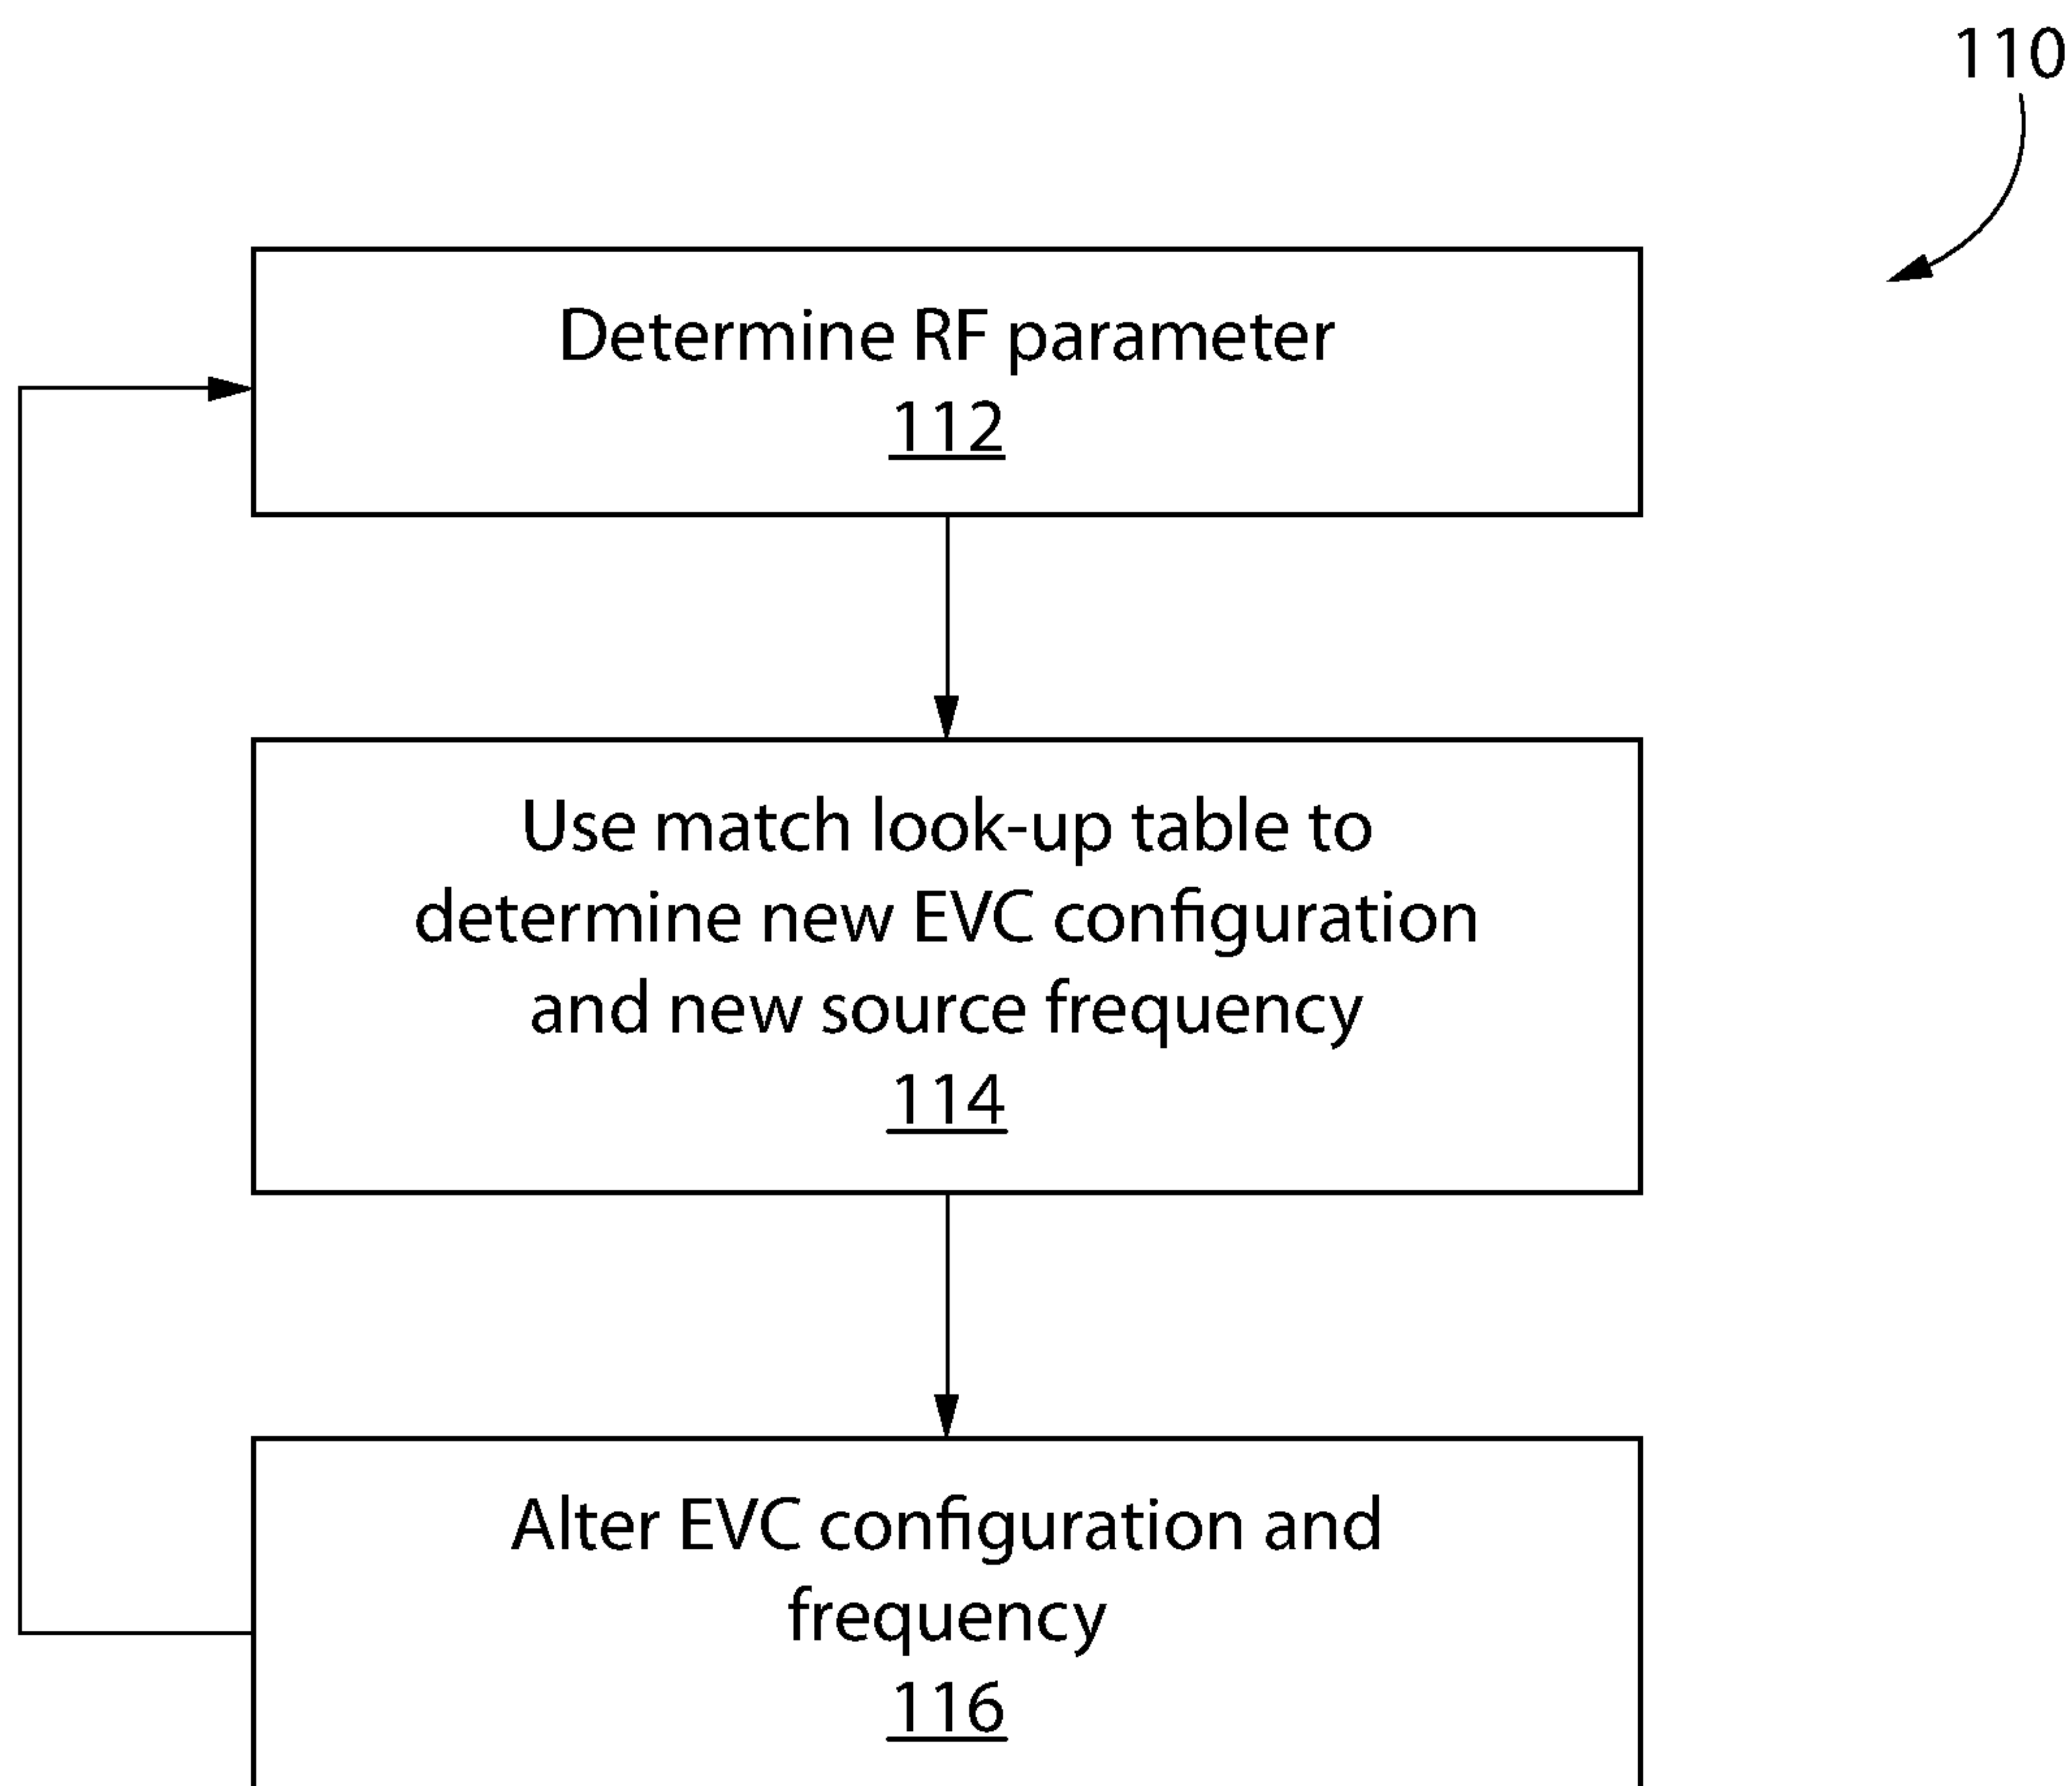 110
Determine RF parameter
112
Use match look-up table to
determine new EVC configuration
and new source frequency
114
Alter EVC configuration and
frequency
116